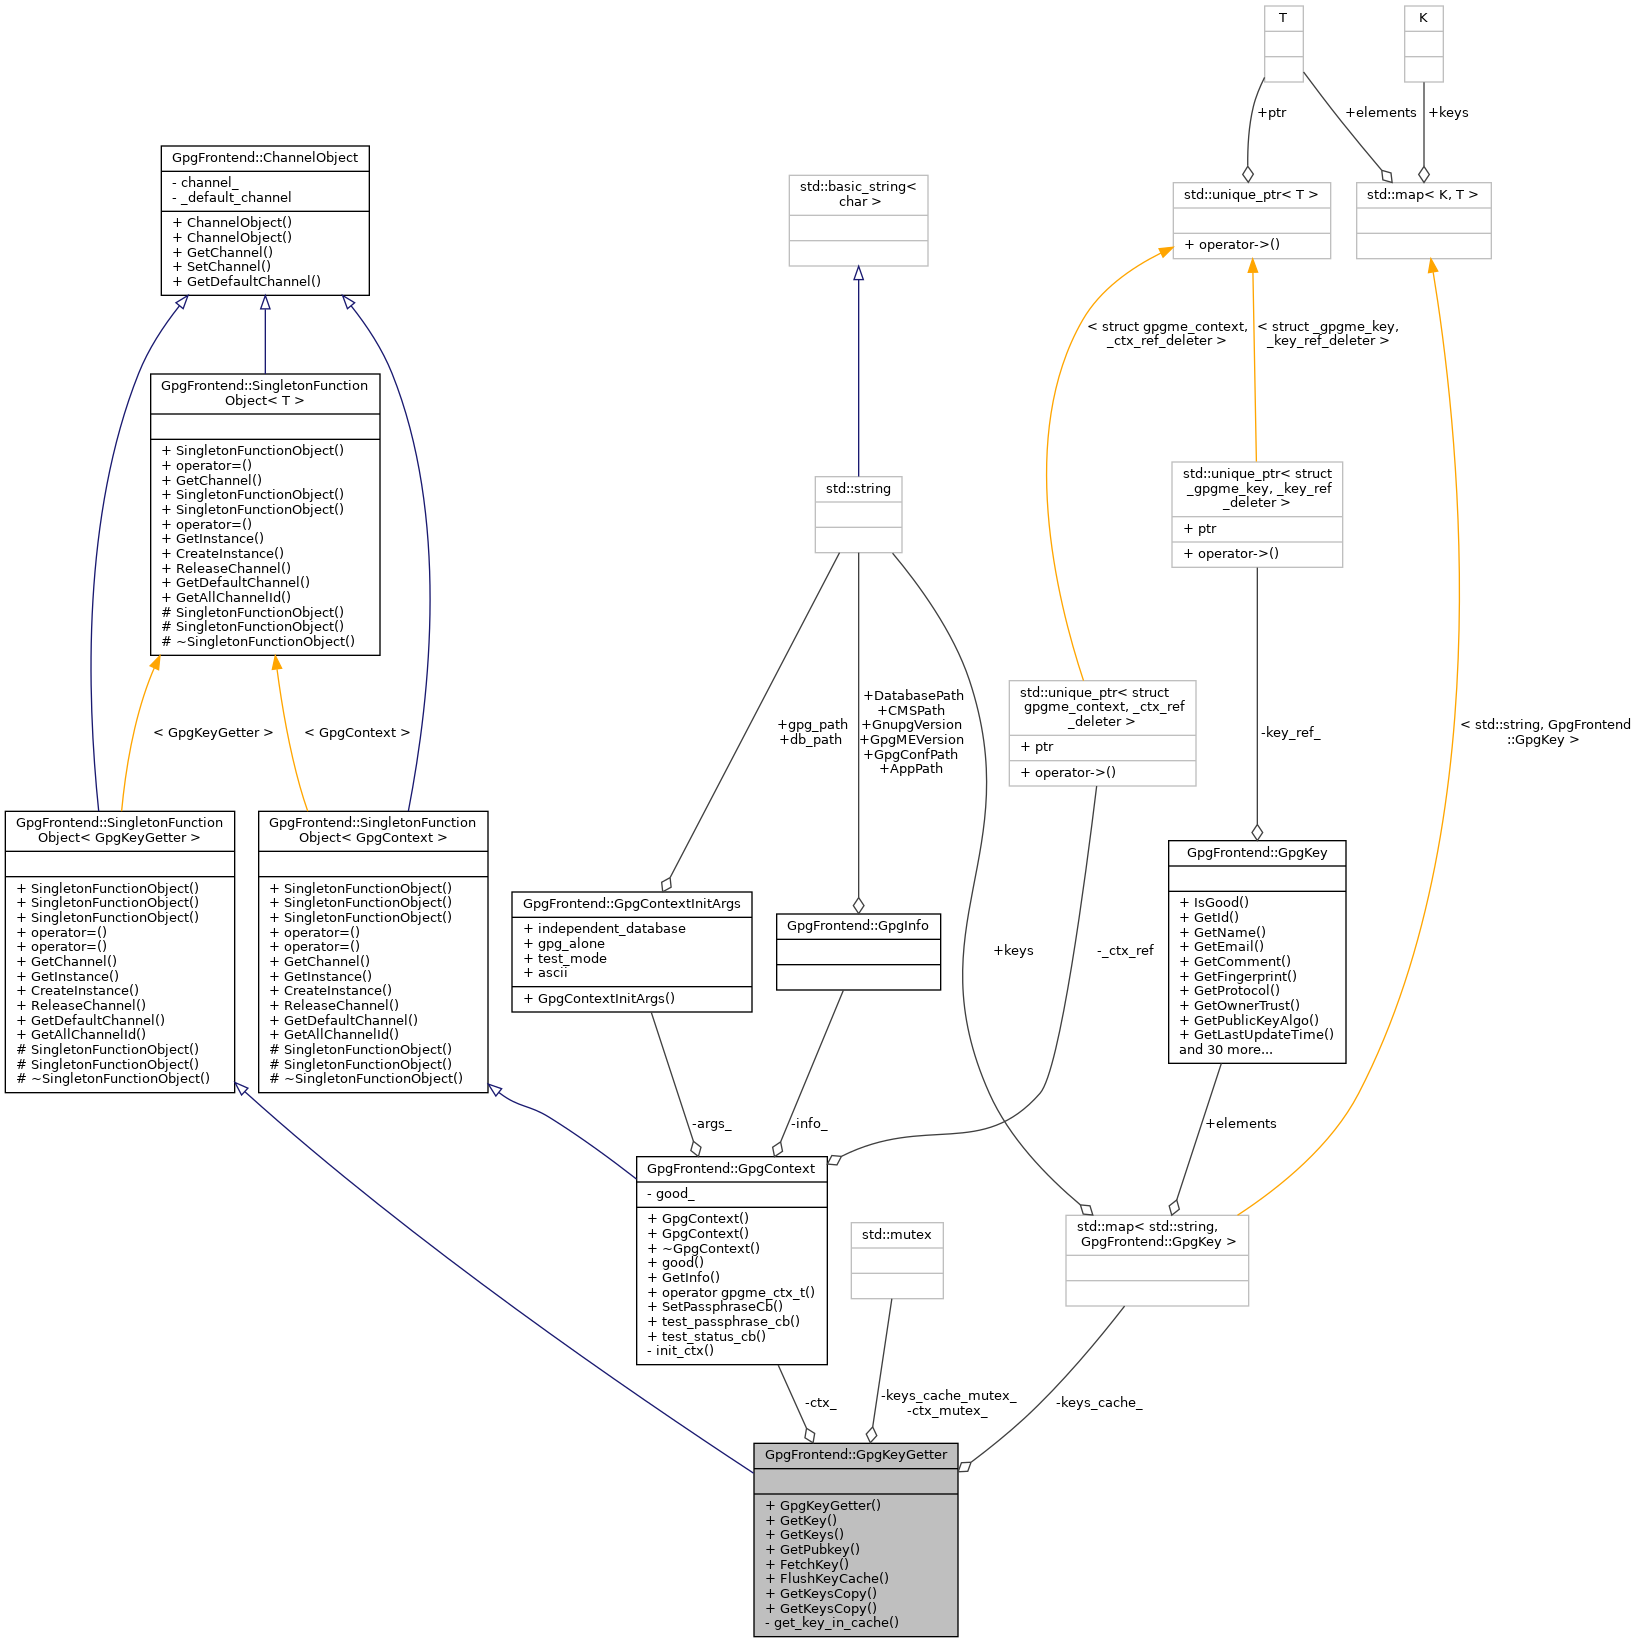 T
K
+ptr
+elements
+keys
GpgFrontend::ChannelObject
- channel_
- _default_channel
+ ChannelObject()
+ ChannelObject()
+ GetChannel()
+ SetChannel()
+ GetDefaultChannel()
std::basic_string<
char >
std::unique_ptr< T >
+ operator->()
std::map< K, T >
< struct gpgme_context,
_ctx_ref_deleter >
< struct _gpgme_key,
_key_ref_deleter >
GpgFrontend::SingletonFunction
Object< T >
+ SingletonFunctionObject()
+ operator=()
+ GetChannel()
+ SingletonFunctionObject()
+ SingletonFunctionObject()
+ operator=()
+ GetInstance()
+ CreateInstance()
+ ReleaseChannel()
+ GetDefaultChannel()
+ GetAllChannelId()
# SingletonFunctionObject()
# SingletonFunctionObject()
# ~SingletonFunctionObject()
std::string
std::unique_ptr< struct
_gpgme_key, _key_ref
_deleter >
+ ptr
+ operator->()
< GpgKeyGetter >
< GpgContext >
+gpg_path
+db_path
+DatabasePath
+CMSPath
+GnupgVersion
+GpgMEVersion
+GpgConfPath
+AppPath
std::unique_ptr< struct
gpgme_context, _ctx_ref
_deleter >
+ ptr
+ operator->()
-key_ref_
< std::string, GpgFrontend
::GpgKey >
GpgFrontend::SingletonFunction
Object< GpgKeyGetter >
+ SingletonFunctionObject()
+ SingletonFunctionObject()
+ SingletonFunctionObject()
+ operator=()
+ operator=()
+ GetChannel()
+ GetInstance()
+ CreateInstance()
+ ReleaseChannel()
+ GetDefaultChannel()
+ GetAllChannelId()
# SingletonFunctionObject()
# SingletonFunctionObject()
# ~SingletonFunctionObject()
GpgFrontend::SingletonFunction
Object< GpgContext >
+ SingletonFunctionObject()
+ SingletonFunctionObject()
+ SingletonFunctionObject()
+ operator=()
+ operator=()
+ GetChannel()
+ GetInstance()
+ CreateInstance()
+ ReleaseChannel()
+ GetDefaultChannel()
+ GetAllChannelId()
# SingletonFunctionObject()
# SingletonFunctionObject()
# ~SingletonFunctionObject()
GpgFrontend::GpgContextInitArgs
+ independent_database
+ gpg_alone
+ test_mode
+ ascii
+ GpgContextInitArgs()
GpgFrontend::GpgInfo
+keys
-_ctx_ref
GpgFrontend::GpgKey
+ IsGood()
+ GetId()
+ GetName()
+ GetEmail()
+ GetComment()
+ GetFingerprint()
+ GetProtocol()
+ GetOwnerTrust()
+ GetPublicKeyAlgo()
+ GetLastUpdateTime()
and 30 more...
-args_
-info_
+elements
GpgFrontend::GpgContext
- good_
+ GpgContext()
+ GpgContext()
+ ~GpgContext()
+ good()
+ GetInfo()
+ operator gpgme_ctx_t()
+ SetPassphraseCb()
+ test_passphrase_cb()
+ test_status_cb()
- init_ctx()
std::mutex
std::map< std::string,
GpgFrontend::GpgKey >
-ctx_
-keys_cache_mutex_
-ctx_mutex_
-keys_cache_
GpgFrontend::GpgKeyGetter
+ GpgKeyGetter()
+ GetKey()
+ GetKeys()
+ GetPubkey()
+ FetchKey()
+ FlushKeyCache()
+ GetKeysCopy()
+ GetKeysCopy()
- get_key_in_cache()